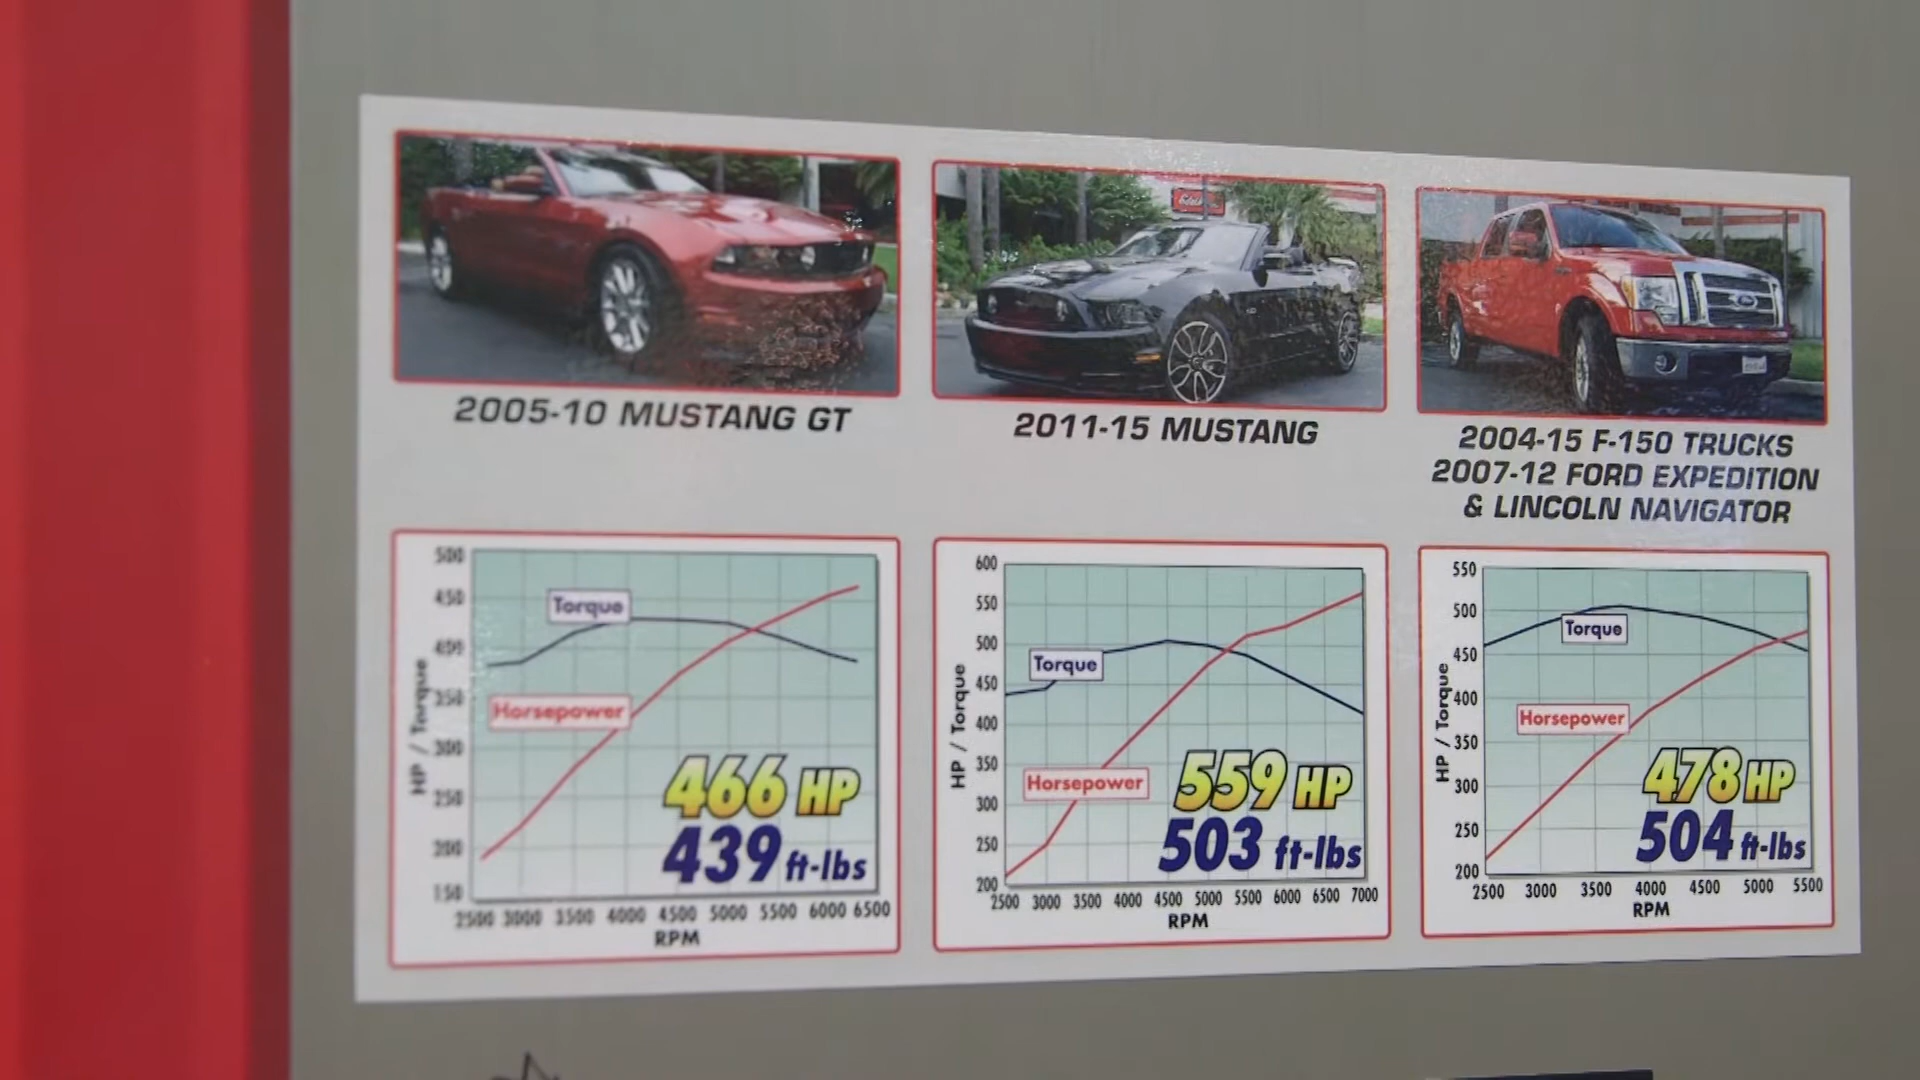 2005-10 MUSTANG GT
2011-15 MUSTANG
2004-15 F-150 TRUCKS
2007-12 FORD EXPEDITION
& LINCOLN NAVIGATOR
500
450
400
350
300
250
200
150
HP / Torque
Torque
Horsepower
466 HP
439 ft-lbs
2500 3000 3500 4000 4500 5000 5500 6000 6500
RPM
600
550
500
450
400
350
300
250
200
HP / Torque
Torque
Horsepower
559 HP
503 ft-lbs
2500 3000 3500 4000 4500 5000 5500 6000 6500 7000
RPM
550
500
450
400
350
300
250
200
HP / Torque
Torque
Horsepower
478 HP
504 ft-lbs
2500 3000 3500 4000 4500 5000 5500
RPM